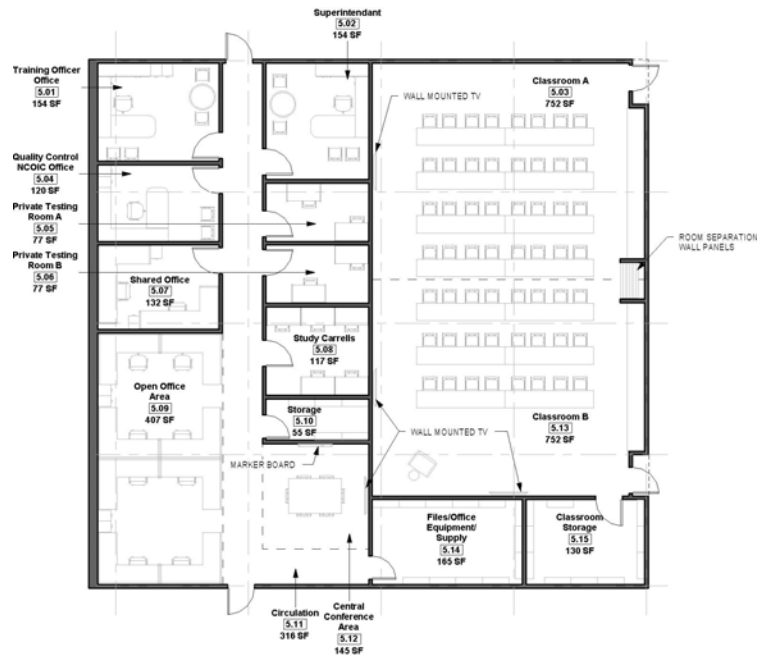 Superintendant
5.02
154 SF
Training Officer
Office
5.01
154 SF
Classroom A
5.03
752 SF
WALL MOUNTED TV
Quality Control
NCOIC Office
5.04
120 SF
Private Testing
Room A
5.05
77 SF
ROOM SEPARATION
WALL PANELS
Private Testing
Room B
5.06
77 SF
Shared Office
5.07
132 SF
Study Carrells
5.08
117 SF
Open Office
Area
5.09
407 SF
Storage
5.10
55 SF
Classroom B
5.13
752 SF
WALL MOUNTED TV
MARKER BOARD
Files/Office
Equipment/
Supply
5.14
165 SF
Classroom
Storage
5.15
130 SF
Circulation
5.11
316 SF
Central
Conference
Area
5.12
145 SF